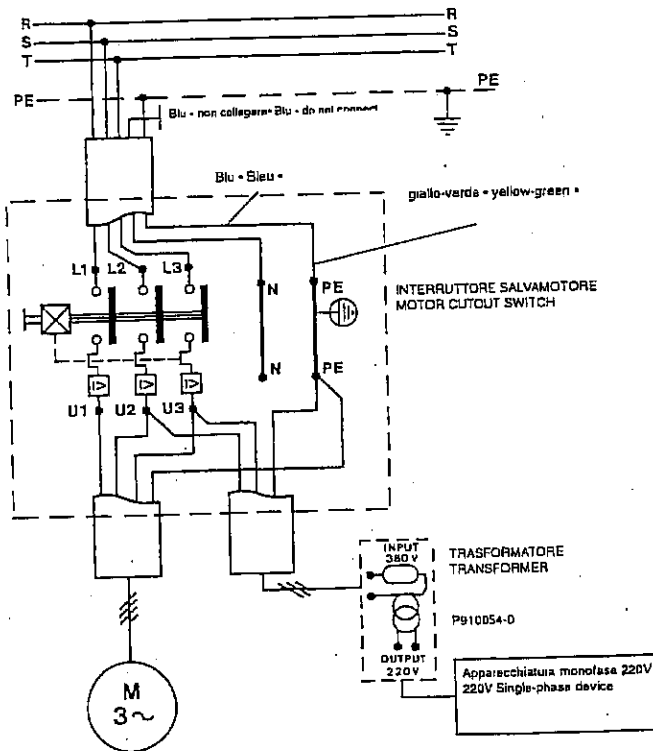 R R
S S
T T
PE PE
Blu - non collegare • Blu - do not connect
Blu • Bleu •
giallo-verde • yellow-green •
L1 L2 L3
N PE
INTERRUTTORE SALVAMOTORE
MOTOR CUTOUT SWITCH
N PE
I> I> I>
U1 U2 U3
INPUT
380 V
TRASFORMATORE
TRANSFORMER
P910054-D
OUTPUT
220V
Apparecchiatura monofase 220V
220V Single-phase device
M
3~